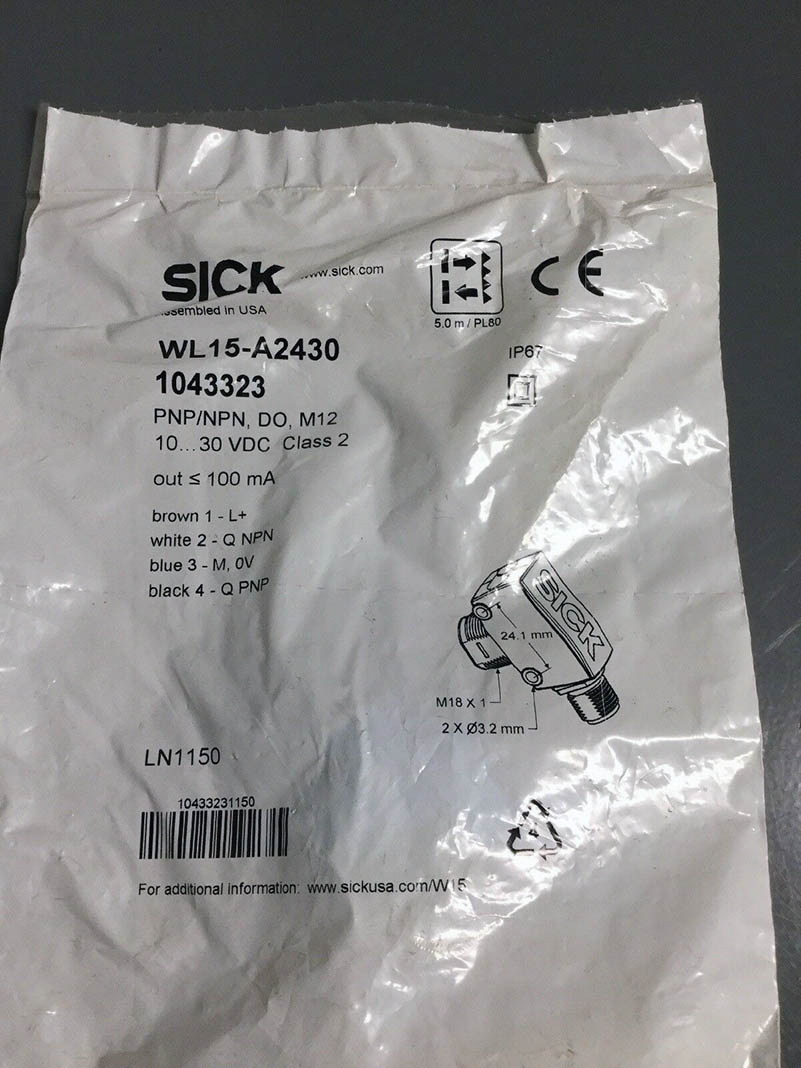 SICK www.sick.com
Assembled in USA
5.0 m / PL80
CE
WL15-A2430
IP67
1043323
PNP/NPN, DO, M12
10...30 VDC Class 2
out ≤ 100 mA
brown 1 - L+
white 2 - Q NPN
blue 3 - M, 0V
black 4 - Q PNP
SICK
24.1 mm
M18 X 1
2 X Ø3.2 mm
LN1150
10433231150
For additional information: www.sickusa.com/W15